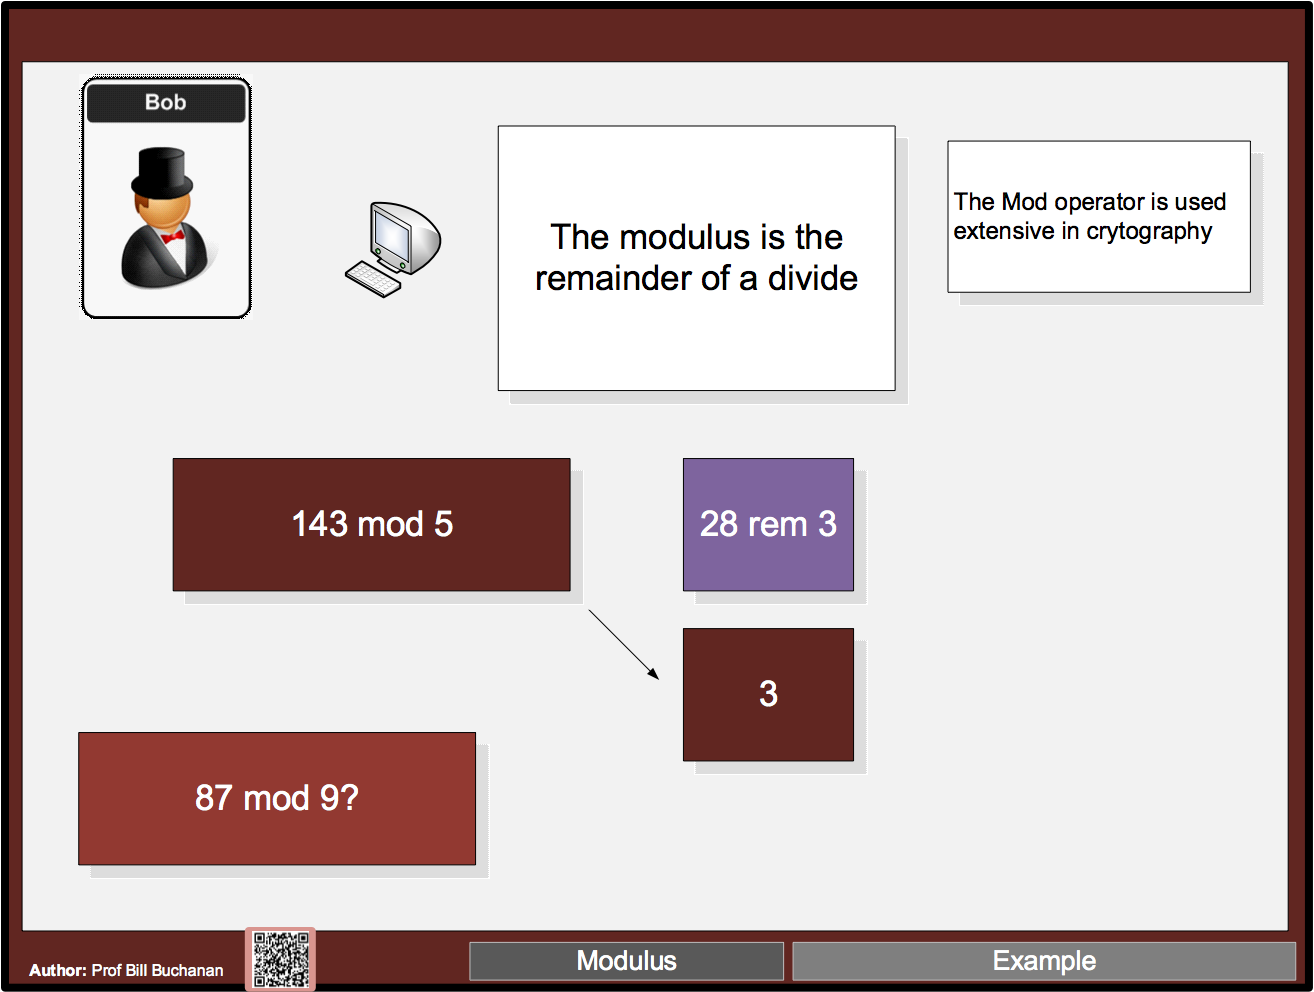 Bob
The modulus is the
remainder of a divide
The Mod operator is used
extensive in crytography
143 mod 5
28 rem 3
3
87 mod 9?
Author: Prof Bill Buchanan
Modulus
Example